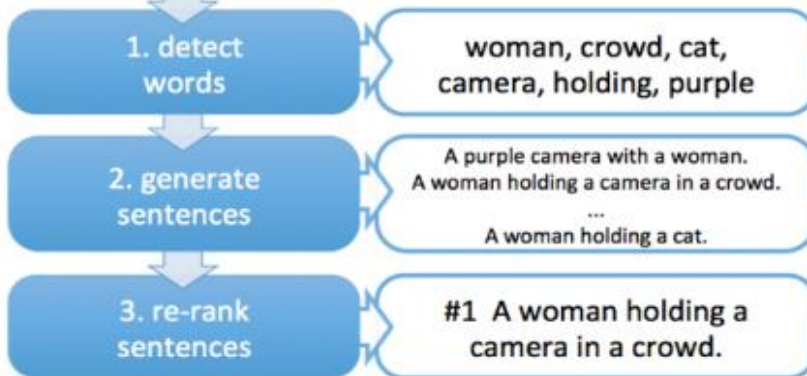 1. detect
words
woman, crowd, cat,
camera, holding, purple
2. generate
sentences
A purple camera with a woman.
A woman holding a camera in a crowd.
...
A woman holding a cat.
3. re-rank
sentences
#1 A woman holding a
camera in a crowd.